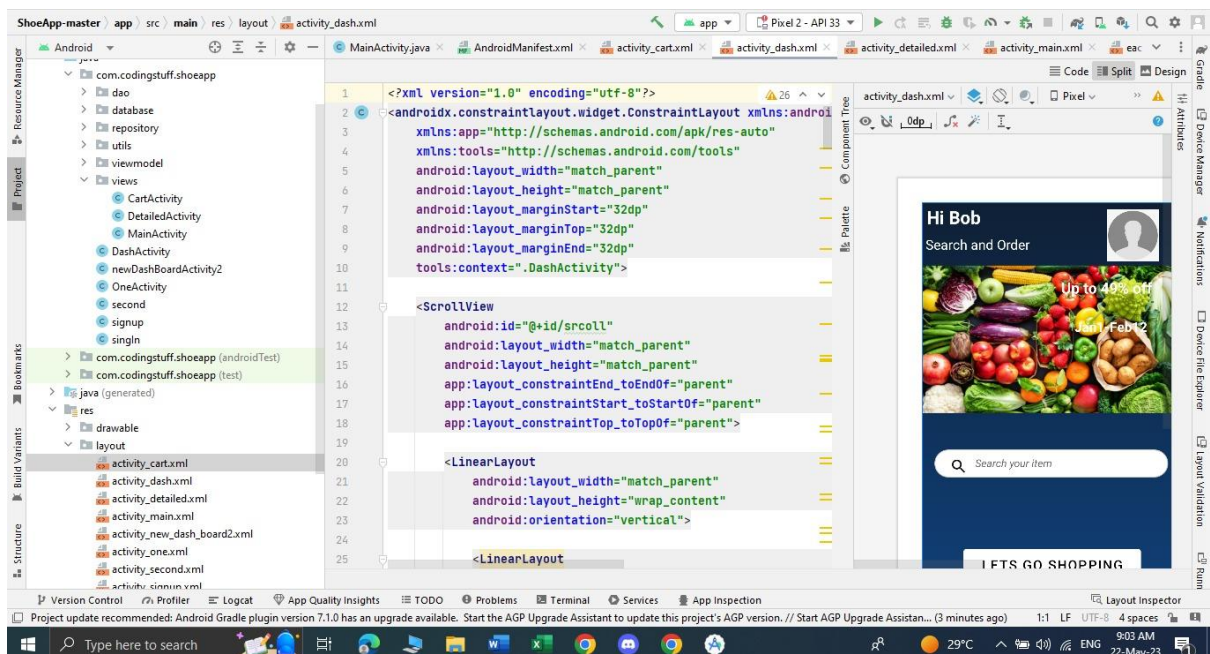 ShoeApp-master app src main res layout activity_dash.xml
app Pixel 2 - API 33
Android
MainActivity.java AndroidManifest.xml activity_cart.xml activity_dash.xml activity_detailed.xml activity_main.xml eac
Code Split Design
Resource Manager
Project
Bookmarks
Build Variants
Structure
java
com.codingstuff.shoeapp
dao
database
repository
utils
viewmodel
views
CartActivity
DetailedActivity
MainActivity
DashActivity
newDashBoardActivity2
OneActivity
second
signup
singIn
com.codingstuff.shoeapp (androidTest)
com.codingstuff.shoeapp (test)
java (generated)
res
drawable
layout
activity_cart.xml
activity_dash.xml
activity_detailed.xml
activity_main.xml
activity_new_dash_board2.xml
activity_one.xml
activity_second.xml
activity_signup.xml
26
1 <?xml version="1.0" encoding="utf-8"?>
2 <androidx.constraintlayout.widget.ConstraintLayout xmlns:androi
3 xmlns:app="http://schemas.android.com/apk/res-auto"
4 xmlns:tools="http://schemas.android.com/tools"
5 android:layout_width="match_parent"
6 android:layout_height="match_parent"
7 android:layout_marginStart="32dp"
8 android:layout_marginTop="32dp"
9 android:layout_marginEnd="32dp"
10 tools:context=".DashActivity">
11
12 <ScrollView
13 android:id="@+id/srcoll"
14 android:layout_width="match_parent"
15 android:layout_height="match_parent"
16 app:layout_constraintEnd_toEndOf="parent"
17 app:layout_constraintStart_toStartOf="parent"
18 app:layout_constraintTop_toTopOf="parent">
19
20 <LinearLayout
21 android:layout_width="match_parent"
22 android:layout_height="wrap_content"
23 android:orientation="vertical">
24
25 <LinearLayout
Component Tree
Palette
activity_dash.xml Pixel
0dp
Hi Bob
Search and Order
Up to 49% off
Jan1-Feb12
Search your item
LETS GO SHOPPING
Attributes
Gradle
Device Manager
Notifications
Device File Explorer
Layout Validation
Runn
Version Control Profiler Logcat App Quality Insights TODO Problems Terminal Services App Inspection Layout Inspector
Project update recommended: Android Gradle plugin version 7.1.0 has an upgrade available. Start the AGP Upgrade Assistant to update this project's AGP version. // Start AGP Upgrade Assistan... (3 minutes ago) 1:1 LF UTF-8 4 spaces
Type here to search 29°C ENG 9:03 AM
22-May-23